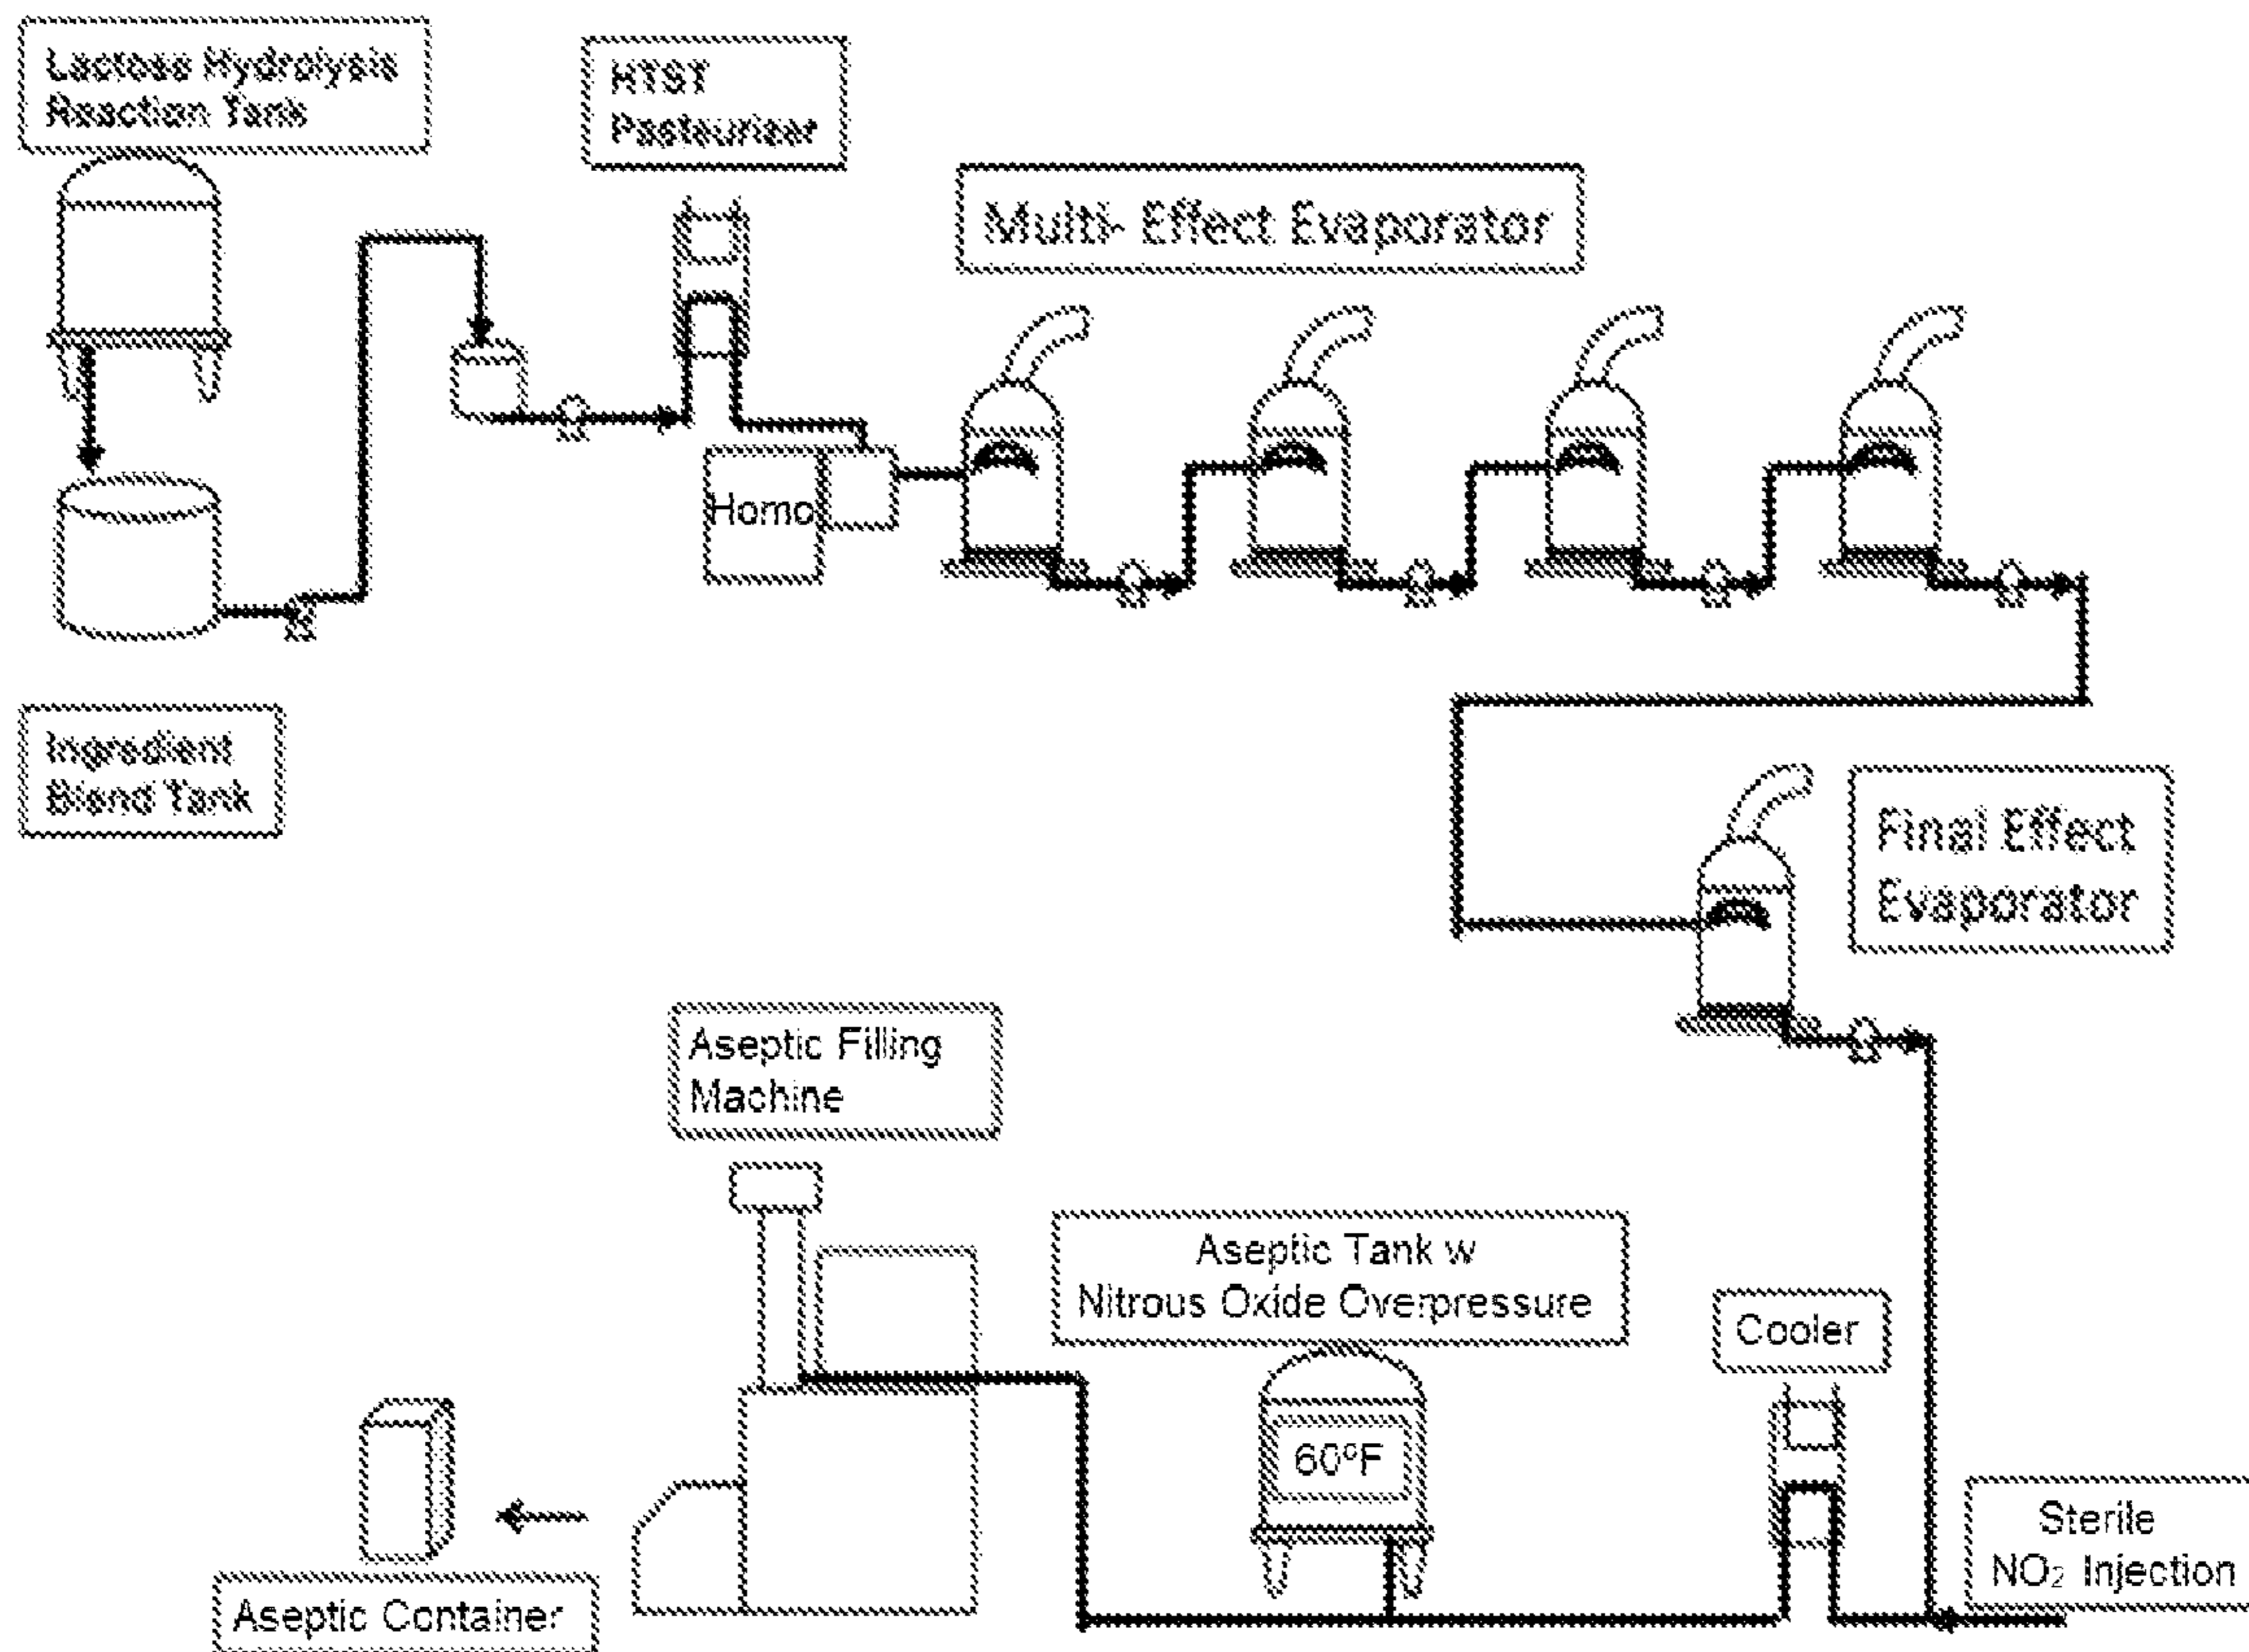 Lactose Hydrolysis
Reaction Tank
HTST
Pasteurizer
Multi- Effect Evaporator
Homo
Ingredient
Blend Tank
Final Effect
Evaporator
Aseptic Filling
Machine
Aseptic Tank w
Nitrous Oxide Overpressure
Cooler
60ºF
Sterile
NO₂ Injection
Aseptic Container